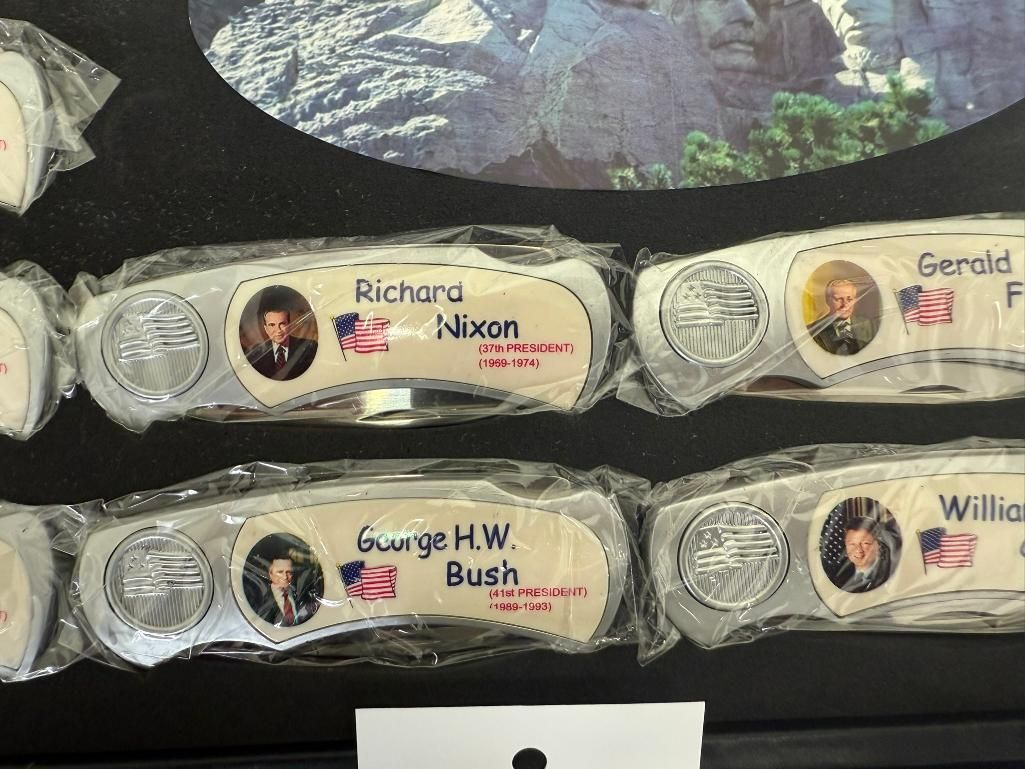 Richard
Nixon
(37th PRESIDENT)
(1969-1974)
Gerald
F
George H.W.
Bush
(41st PRESIDENT)
(1989-1993)
Willia
T)
T)
T)